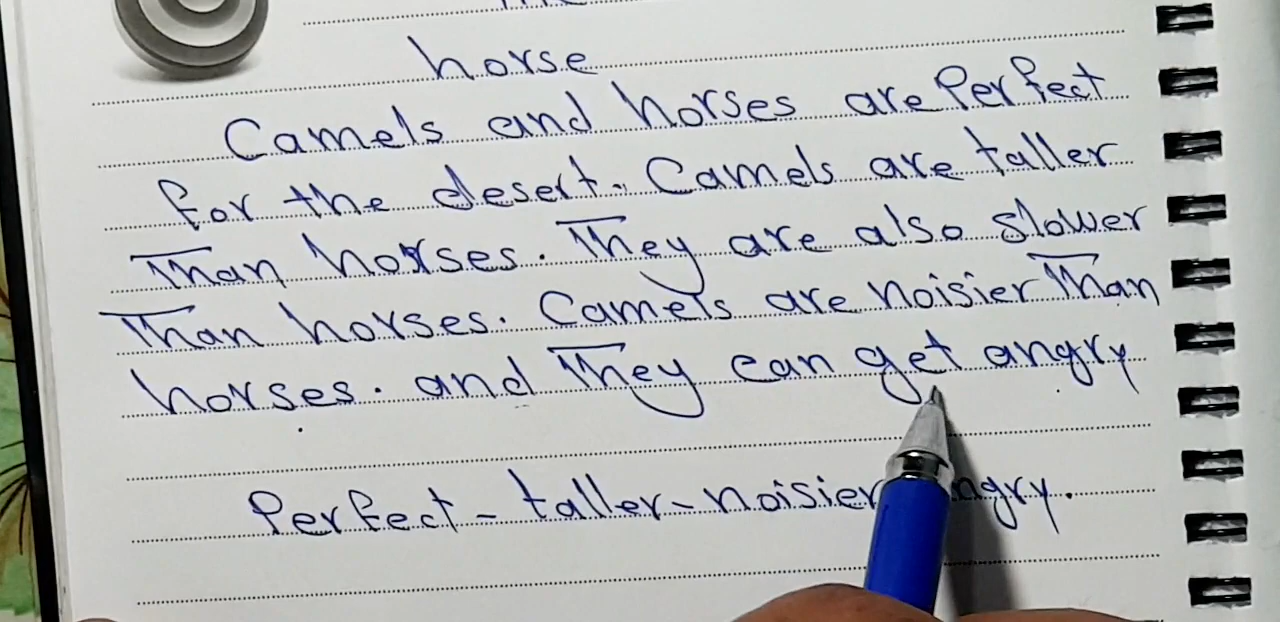 horse
Camels and horses are Perfect
for the desert. Camels are taller
Than horses. They are also slower
Than horses. Camels are noisier Than
horses. and They can get angry
Perfect - taller - noisier ngry.